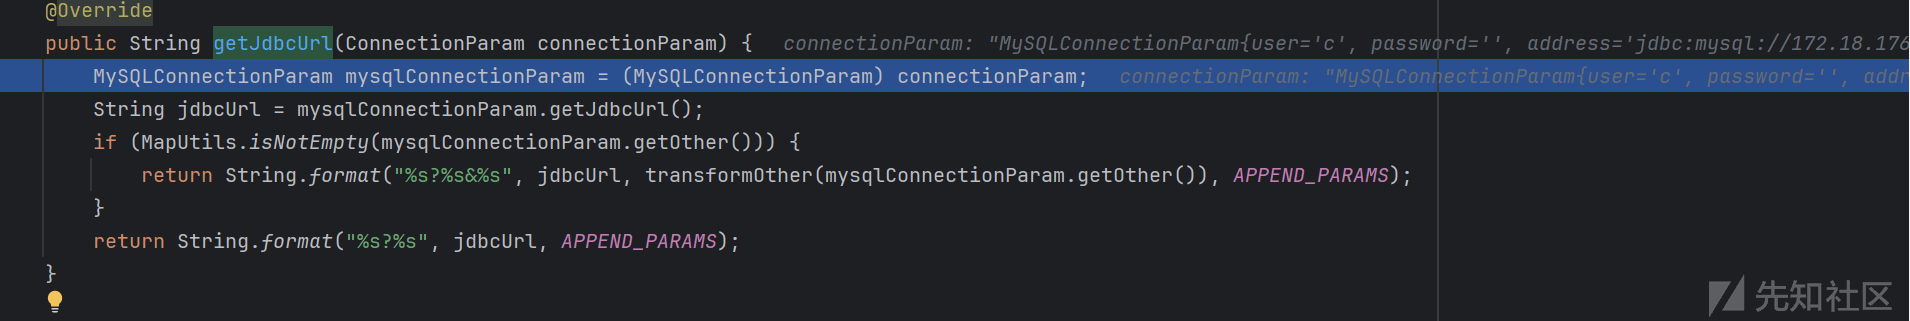 @Override
public String getJdbcUrl(ConnectionParam connectionParam) {   connectionParam: "MySQLConnectionParam{user='c', password='', address='jdbc:mysql://172.18.176
MySQLConnectionParam mysqlConnectionParam = (MySQLConnectionParam) connectionParam;   connectionParam: "MySQLConnectionParam{user='c', password='', addr
String jdbcUrl = mysqlConnectionParam.getJdbcUrl();
if (MapUtils.isNotEmpty(mysqlConnectionParam.getOther())) {
return String.format("%s?%s&%s", jdbcUrl, transformOther(mysqlConnectionParam.getOther()), APPEND_PARAMS);
}
return String.format("%s?%s", jdbcUrl, APPEND_PARAMS);
}
先知社区